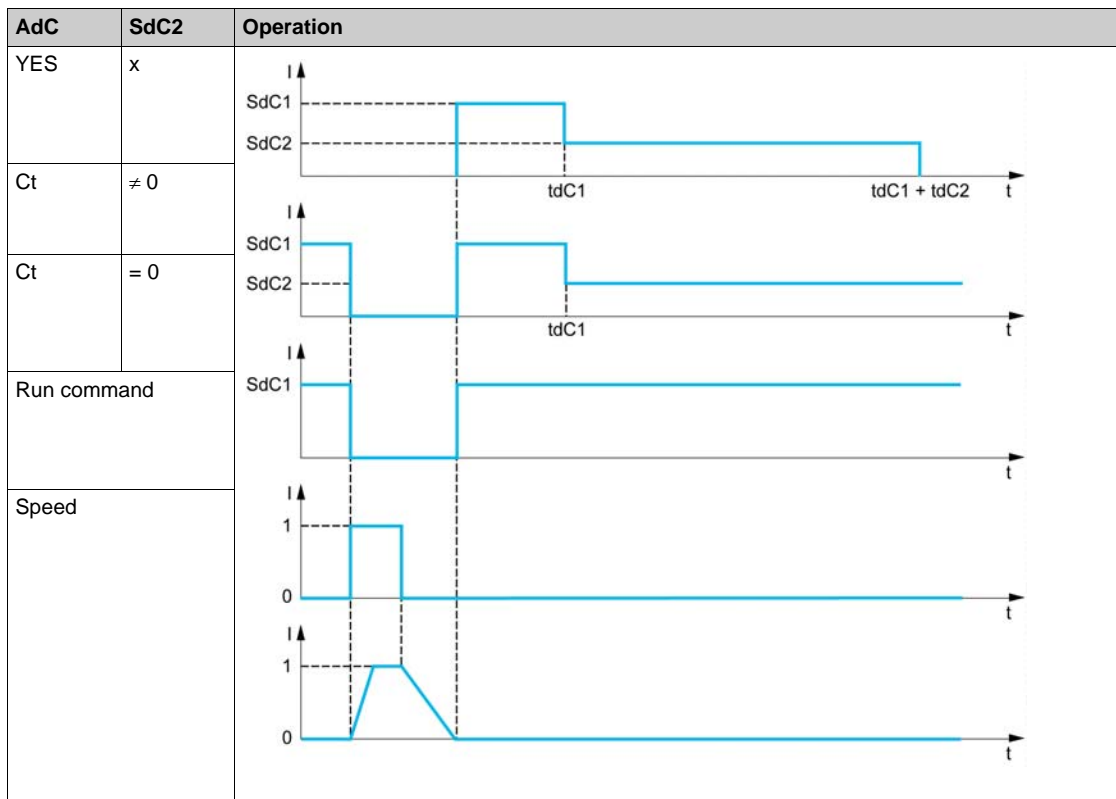 AdC SdC2 Operation
YES x
Ct ≠ 0
Ct = 0
Run command
Speed
I
SdC1
SdC2
tdC1 tdC1 + tdC2 t
I
SdC1
SdC2
tdC1 t
I
SdC1
t
I
1
0
t
I
1
0
t